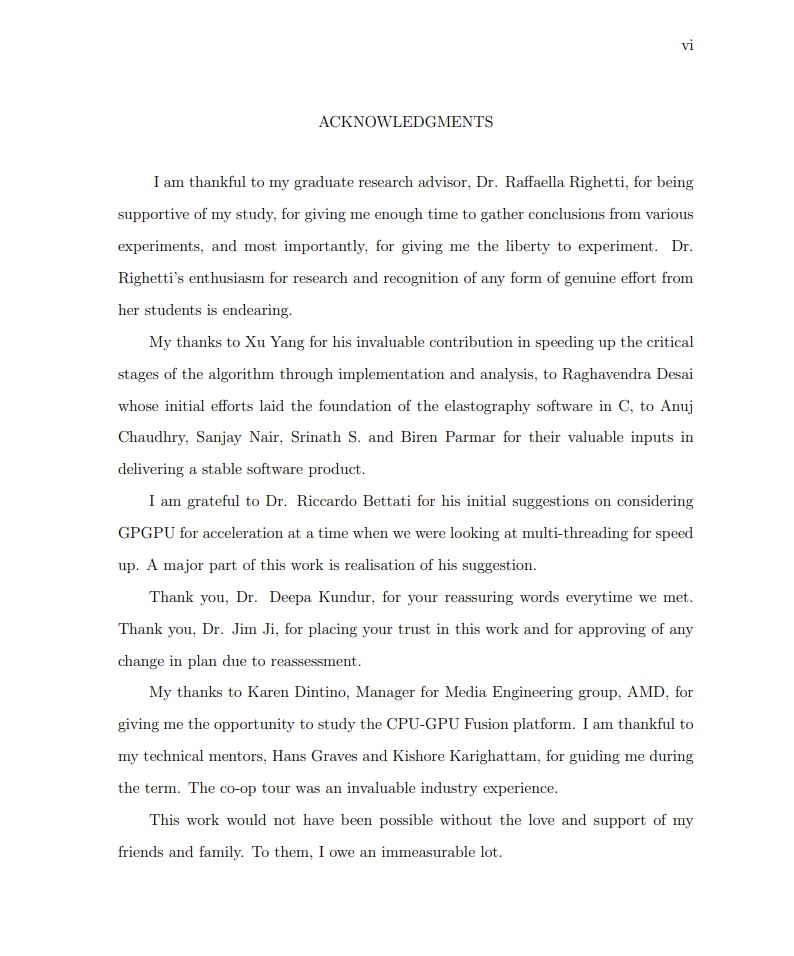 vi
ACKNOWLEDGMENTS
I am thankful to my graduate research advisor, Dr. Raffaella Righetti, for being
supportive of my study, for giving me enough time to gather conclusions from various
experiments, and most importantly, for giving me the liberty to experiment. Dr.
Righetti's enthusiasm for research and recognition of any form of genuine effort from
her students is endearing.
My thanks to Xu Yang for his invaluable contribution in speeding up the critical
stages of the algorithm through implementation and analysis, to Raghavendra Desai
whose initial efforts laid the foundation of the elastography software in C, to Anuj
Chaudhry, Sanjay Nair, Srinath S. and Biren Parmar for their valuable inputs in
delivering a stable software product.
I am grateful to Dr. Riccardo Bettati for his initial suggestions on considering
GPGPU for acceleration at a time when we were looking at multi-threading for speed
up. A major part of this work is realisation of his suggestion.
Thank you, Dr. Deepa Kundur, for your reassuring words everytime we met.
Thank you, Dr. Jim Ji, for placing your trust in this work and for approving of any
change in plan due to reassessment.
My thanks to Karen Dintino, Manager for Media Engineering group, AMD, for
giving me the opportunity to study the CPU-GPU Fusion platform. I am thankful to
my technical mentors, Hans Graves and Kishore Karighattam, for guiding me during
the term. The co-op tour was an invaluable industry experience.
This work would not have been possible without the love and support of my
friends and family. To them, I owe an immeasurable lot.